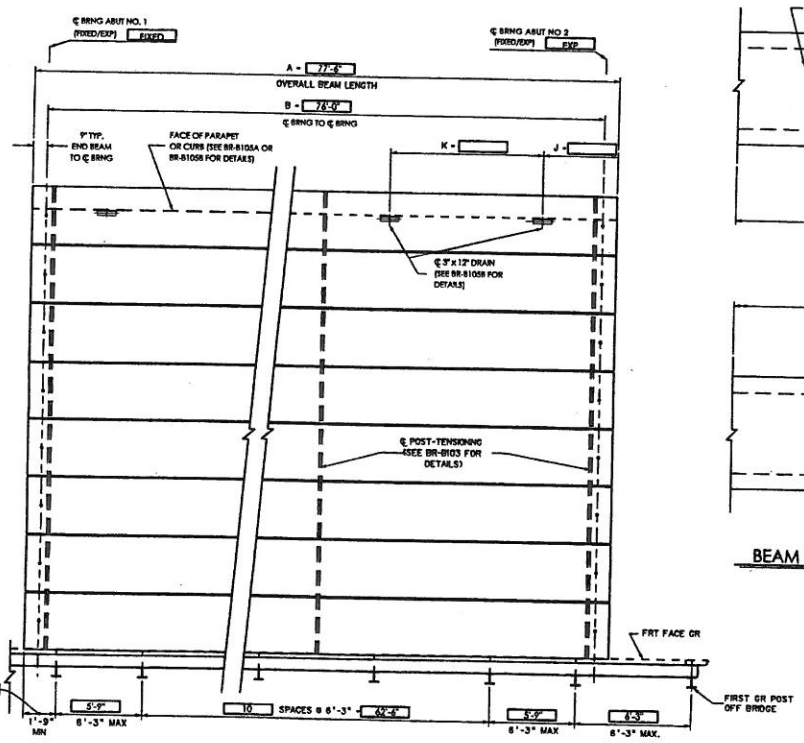 ℄ BRNG ABUT NO. 1
(FIXED/EXP) FIXED
℄ BRNG ABUT NO 2
(FIXED/EXP) EXP
A = 77'-6"
OVERALL BEAM LENGTH
B = 76'-0"
℄ BRNG TO ℄ BRNG
K =
J =
9" TYP.
END BEAM
TO ℄ BRNG
FACE OF PARAPET
OR CURB (SEE BR-B105A OR
BR-B105B FOR DETAILS)
℄ 3" x 12" DRAIN
(SEE BR-B105B FOR
DETAILS)
℄ POST-TENSIONING
(SEE BR-B103 FOR
DETAILS)
BEAM
FRT FACE GR
FIRST GR POST
OFF BRIDGE
1'-9"
MIN
5'-9"
6'-3" MAX
10 SPACES @ 6'-3" = 62'-6"
5'-9"
6'-3" MAX
6'-3"
6'-3" MAX.